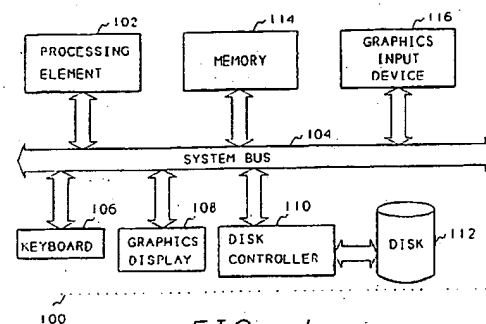 102
PROCESSING
ELEMENT
114
MEMORY
116
GRAPHICS
INPUT
DEVICE
104
SYSTEM BUS
106
KEYBOARD
108
GRAPHICS
DISPLAY
110
DISK
CONTROLLER
DISK
112
100